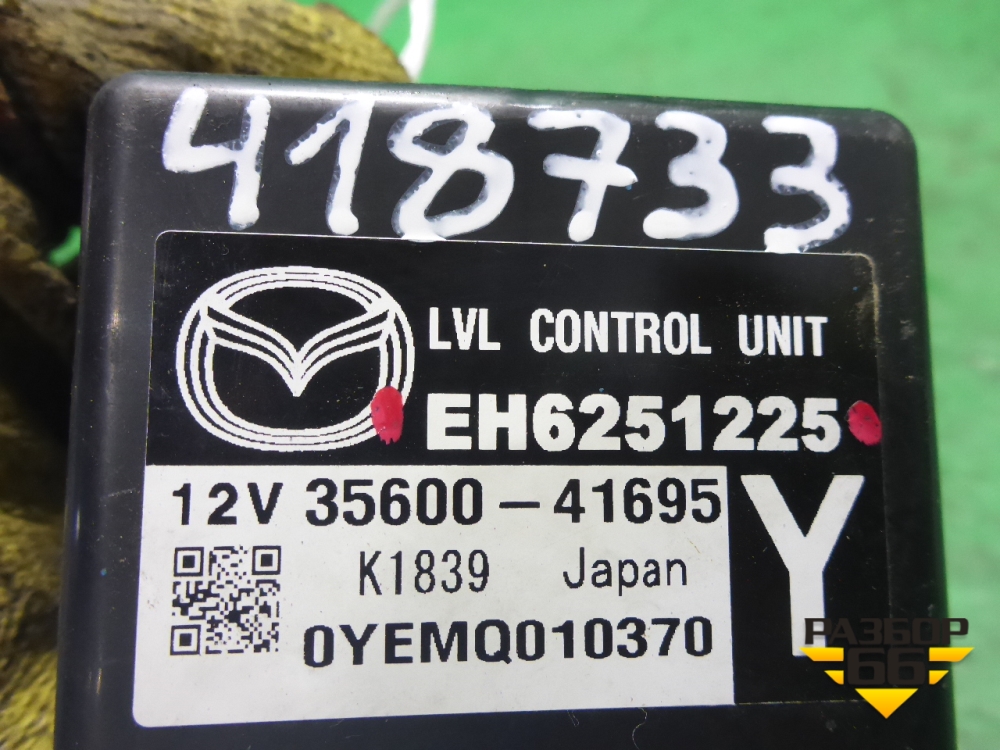 418733
LVL CONTROL UNIT
EH6251225
12V 35600-41695
Y
K1839 Japan
0YEMQ010370
РАЗБОР
66